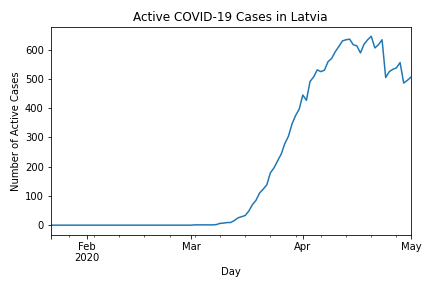 Active COVID-19 Cases in Latvia
Number of Active Cases
600
500
400
300
200
100
0
Feb
2020
Mar
Apr
May
Day